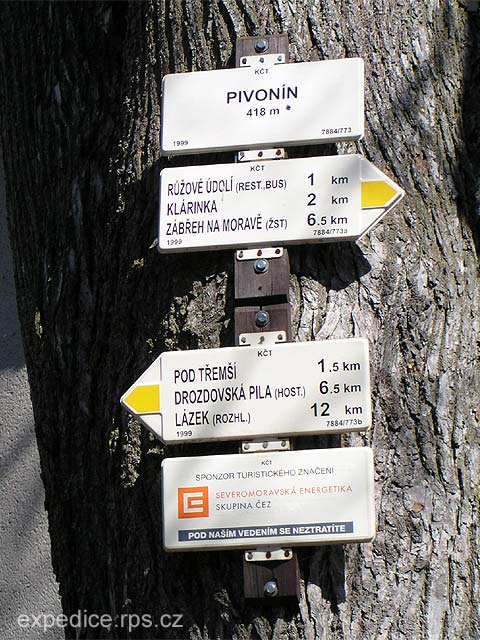 KČT
PIVONÍN
418 m
1999 7884/773
KČT
RŮŽOVÉ ÚDOLÍ (REST.,BUS) 1 km
KLÁRINKA 2 km
ZÁBŘEH NA MORAVĚ (ŽST) 6.5 km
1999 7884/773a
KČT
POD TŘEMŠÍ 1.5 km
DROZDOVSKÁ PILA (HOST.) 6.5 km
LÁZEK (ROZHL.) 12 km
1999 7884/773b
KČT
SPONZOR TURISTICKÉHO ZNAČENÍ
SEVEROMORAVSKÁ ENERGETIKA
SKUPINA ČEZ
POD NAŠÍM VEDENÍM SE NEZTRATÍTE
expedice.rps.cz